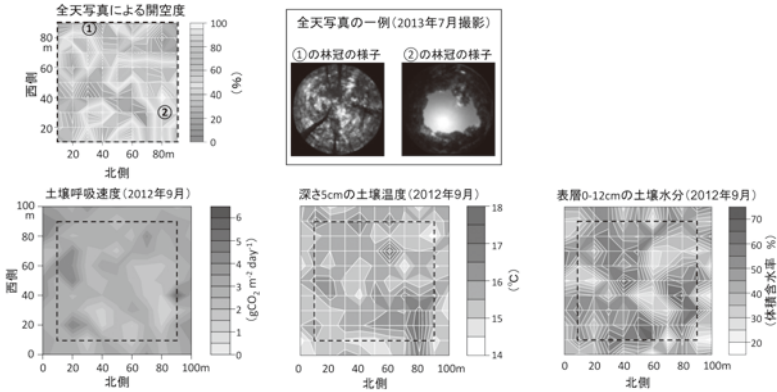 全天写真による開空度
①
②
80
m
60
40
20
20
40
60
80m
西側
北側
100
80
60
40
20
0
(%)
全天写真の一例(2013年7月撮影)
①の林冠の様子
②の林冠の様子
土壌呼吸速度(2012年9月)
100
m
80
60
40
20
0
0
20
40
60
80
100m
西側
北側
6
5
4
3
2
1
0
(gCO₂ m⁻² day⁻¹)
深さ5cmの土壌温度(2012年9月)
0
20
40
60
80
100m
北側
18
17
16
15
14
(℃)
表層0-12cmの土壌水分(2012年9月)
0
20
40
60
80
100m
北側
70
60
50
40
30
20
(体積含水率 %)